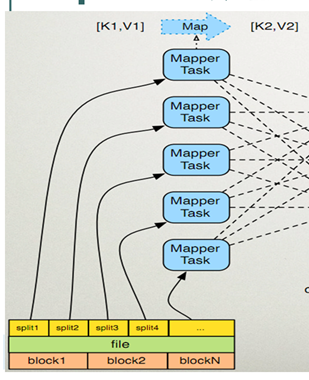 [K1,V1] Map [K2,V2]
Mapper
Task
Mapper
Task
Mapper
Task
Mapper
Task
Mapper
Task
split1 split2 split3 split4 ...
file
block1 block2 blockN